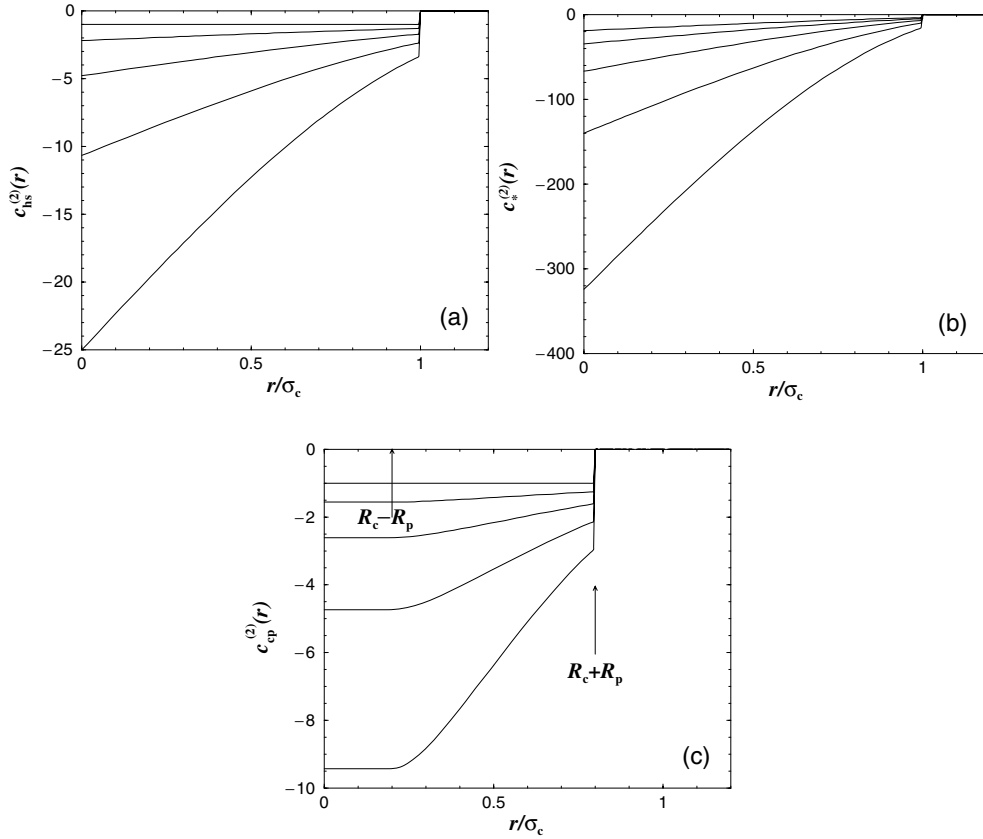 0
−5
−10
−15
−20
−25
c_hs^(2)(r)
0
0.5
1
r/σ_c
(a)
0
−100
−200
−300
−400
c_*^(2)(r)
0
0.5
1
r/σ_c
(b)
0
−2
−4
−6
−8
−10
c_cp^(2)(r)
R_c−R_p
R_c+R_p
0
0.5
1
r/σ_c
(c)